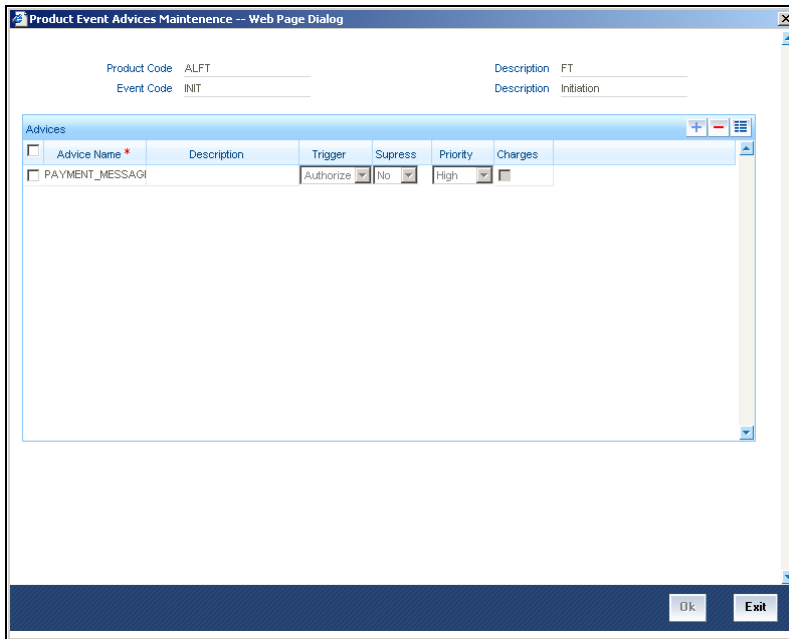 Product Event Advices Maintenence -- Web Page Dialog
Product Code ALFT Description FT
Event Code INIT Description Initiation
Advices
Advice Name * Description Trigger Supress Priority Charges
PAYMENT_MESSAGI Authorize No High
Ok Exit